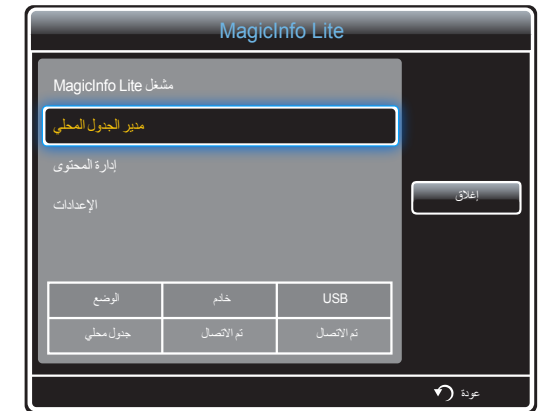 MagicInfo Lite
مشغل MagicInfo Lite
مدير الجدول المحلي
إدارة المحتوى
الإعدادات
إغلاق
الوضع خادم USB
جدول محلي تم الاتصال تم الاتصال
عودة